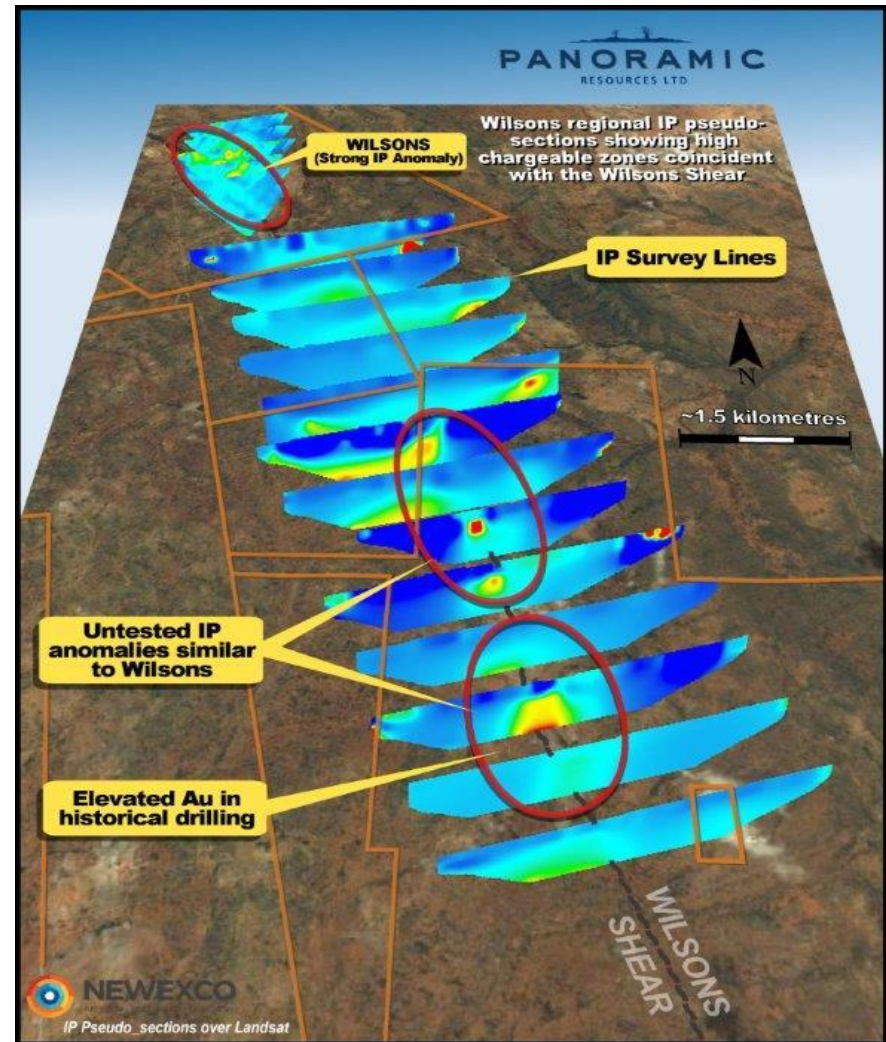 PANORAMIC
RESOURCES LTD
Wilsons regional IP pseudo-
sections showing high
chargeable zones coincident
with the Wilsons Shear
WILSONS
(Strong IP Anomaly)
IP Survey Lines
N
~1.5 kilometres
Untested IP
anomalies similar
to Wilsons
Elevated Au in
historical drilling
WILSONS
SHEAR
NEWEXCO
IP Pseudo_sections over Landsat